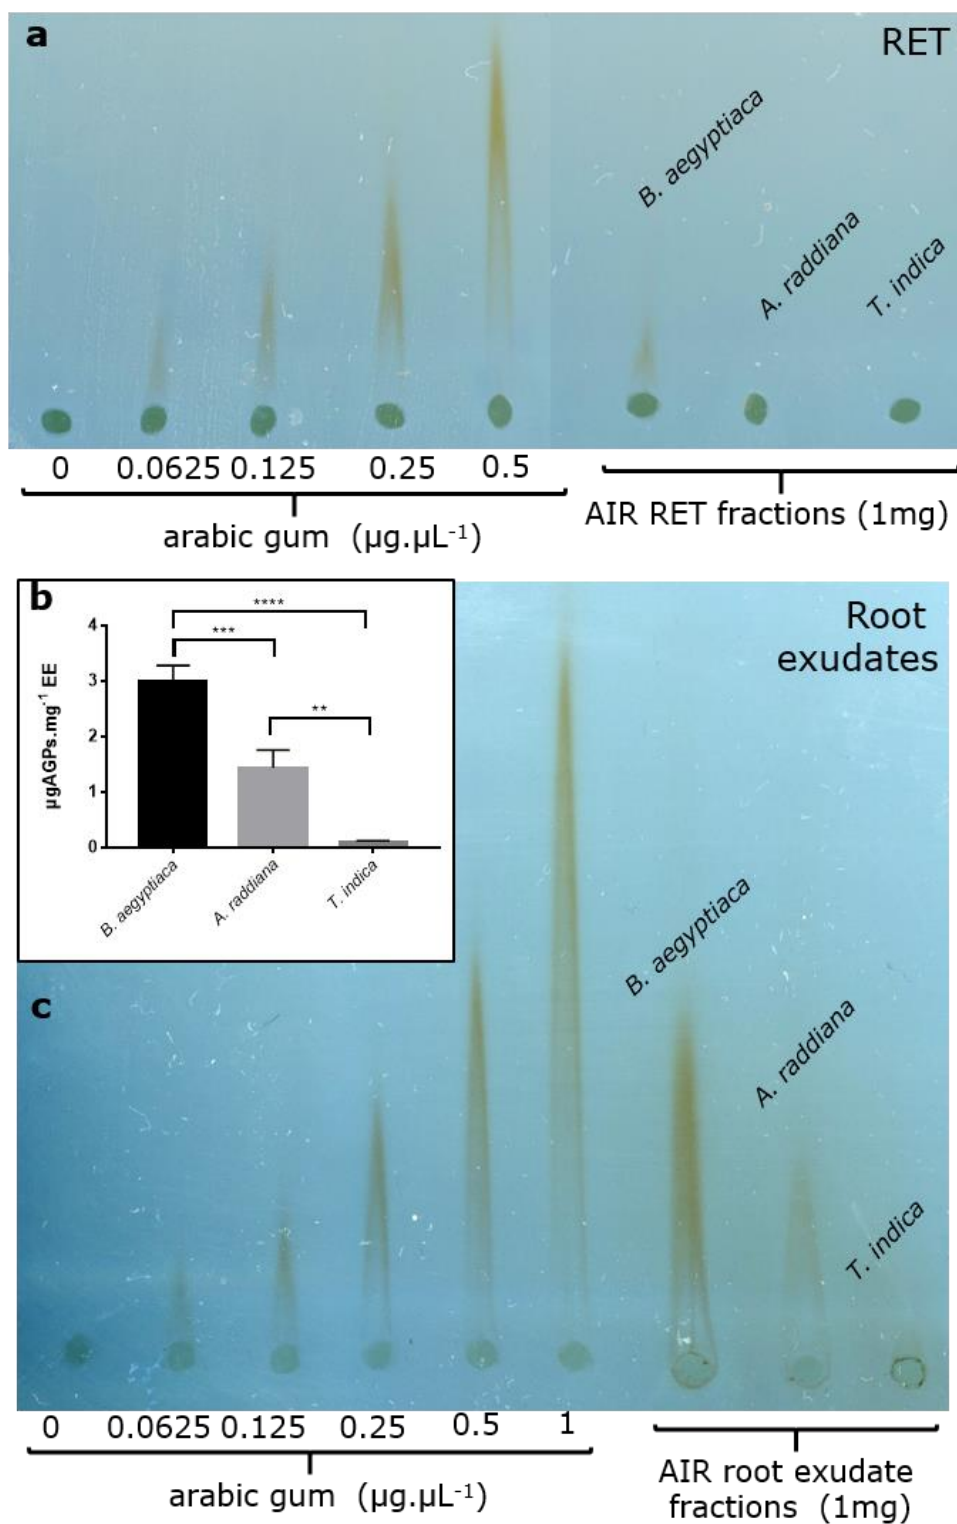 a
RET
B. aegyptiaca
A. raddiana
T. indica
0 0.0625 0.125 0.25 0.5
arabic gum (µg.µL⁻¹)
AIR RET fractions (1mg)
b
µgAGPs.mg⁻¹ EE
4
3
2
1
0
****
***
**
B. aegyptiaca
A. raddiana
T. indica
Root
exudates
c
B. aegyptiaca
A. raddiana
T. indica
0 0.0625 0.125 0.25 0.5 1
arabic gum (µg.µL⁻¹)
AIR root exudate
fractions (1mg)